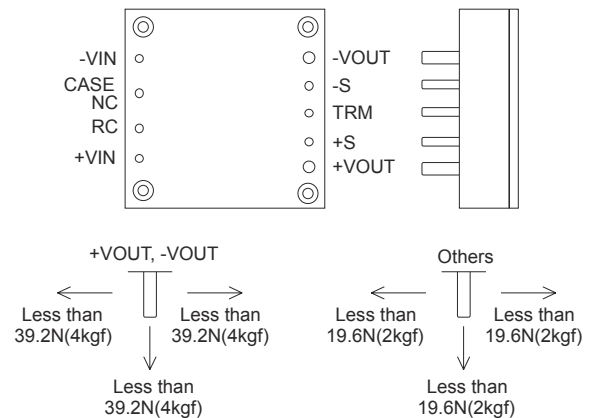 -VIN
CASE
NC
RC
+VIN
-VOUT
-S
TRM
+S
+VOUT
+VOUT, -VOUT
Less than
39.2N(4kgf)
Less than
39.2N(4kgf)
Less than
39.2N(4kgf)
Others
Less than
19.6N(2kgf)
Less than
19.6N(2kgf)
Less than
19.6N(2kgf)